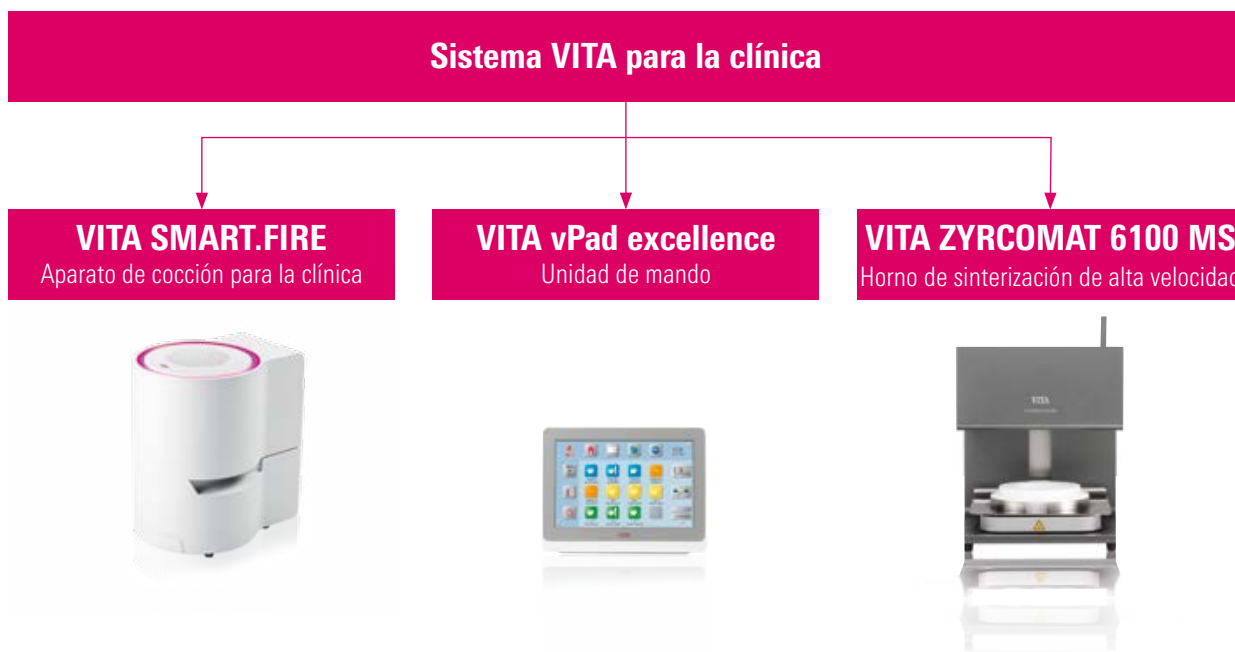 Sistema VITA para la clínica
VITA SMART.FIRE
Aparato de cocción para la clínica
VITA vPad excellence
Unidad de mando
VITA ZYRCOMAT 6100 MS
Horno de sinterización de alta velocidad
VITA